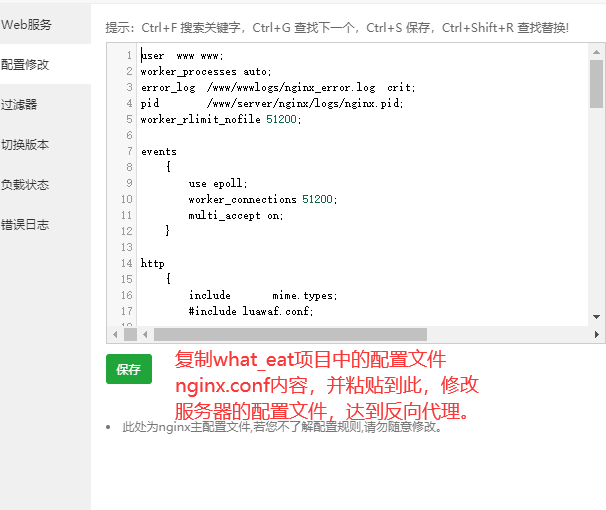 Web服务
配置修改
过滤器
切换版本
负载状态
错误日志
提示：Ctrl+F 搜索关键字，Ctrl+G 查找下一个，Ctrl+S 保存，Ctrl+Shift+R 查找替换!
1 user  www www;
2 worker_processes auto;
3 error_log  /www/wwwlogs/nginx_error.log  crit;
4 pid        /www/server/nginx/logs/nginx.pid;
5 worker_rlimit_nofile 51200;
6
7 events
8     {
9         use epoll;
10         worker_connections 51200;
11         multi_accept on;
12     }
13
14 http
15     {
16         include       mime.types;
17         #include luawaf.conf;
保存
复制what_eat项目中的配置文件
nginx.conf内容，并粘贴到此，修改
服务器的配置文件，达到反向代理。
• 此处为nginx主配置文件,若您不了解配置规则,请勿随意修改。